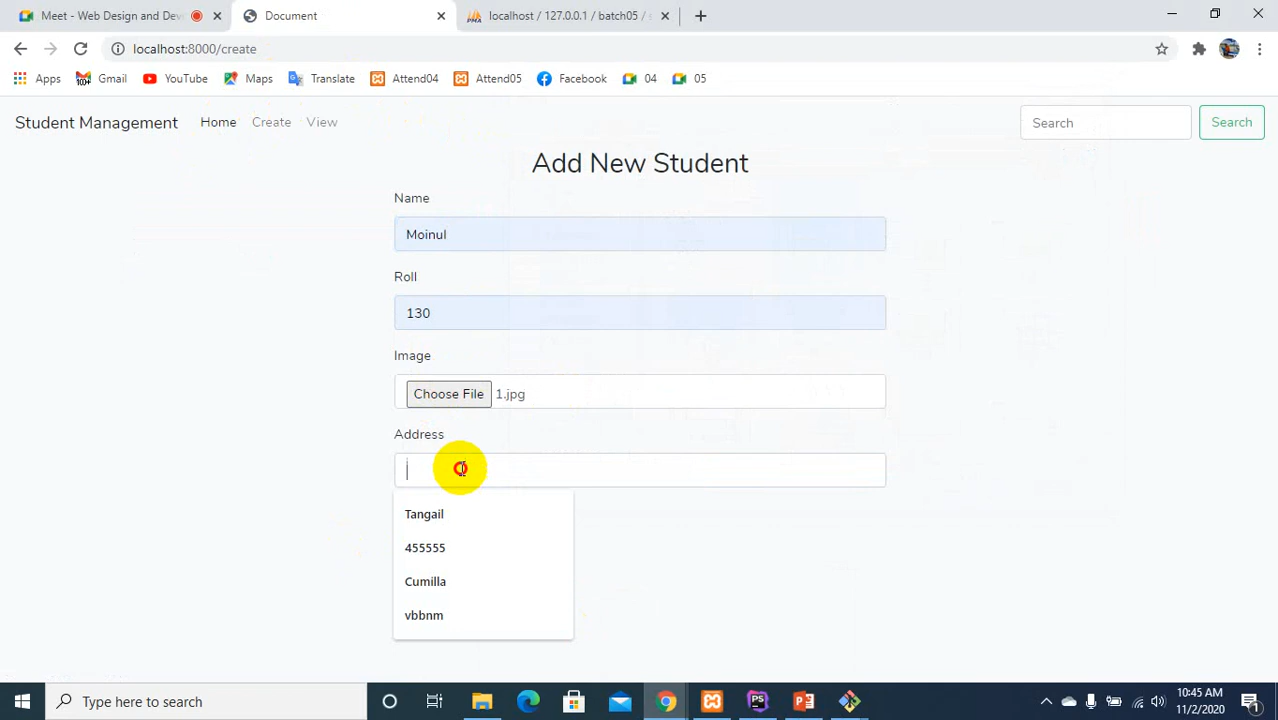 Meet - Web Design and Dev
Document
localhost / 127.0.0.1 / batch05 / s
localhost:8000/create
Apps
100+
Gmail
YouTube
Maps
Translate
Attend04
Attend05
Facebook
04
05
Student Management
Home
Create
View
Search
Search
Add New Student
Name
Moinul
Roll
130
Image
Choose File 1.jpg
Address
Tangail
455555
Cumilla
vbbnm
Type here to search
10:45 AM
11/2/2020
1